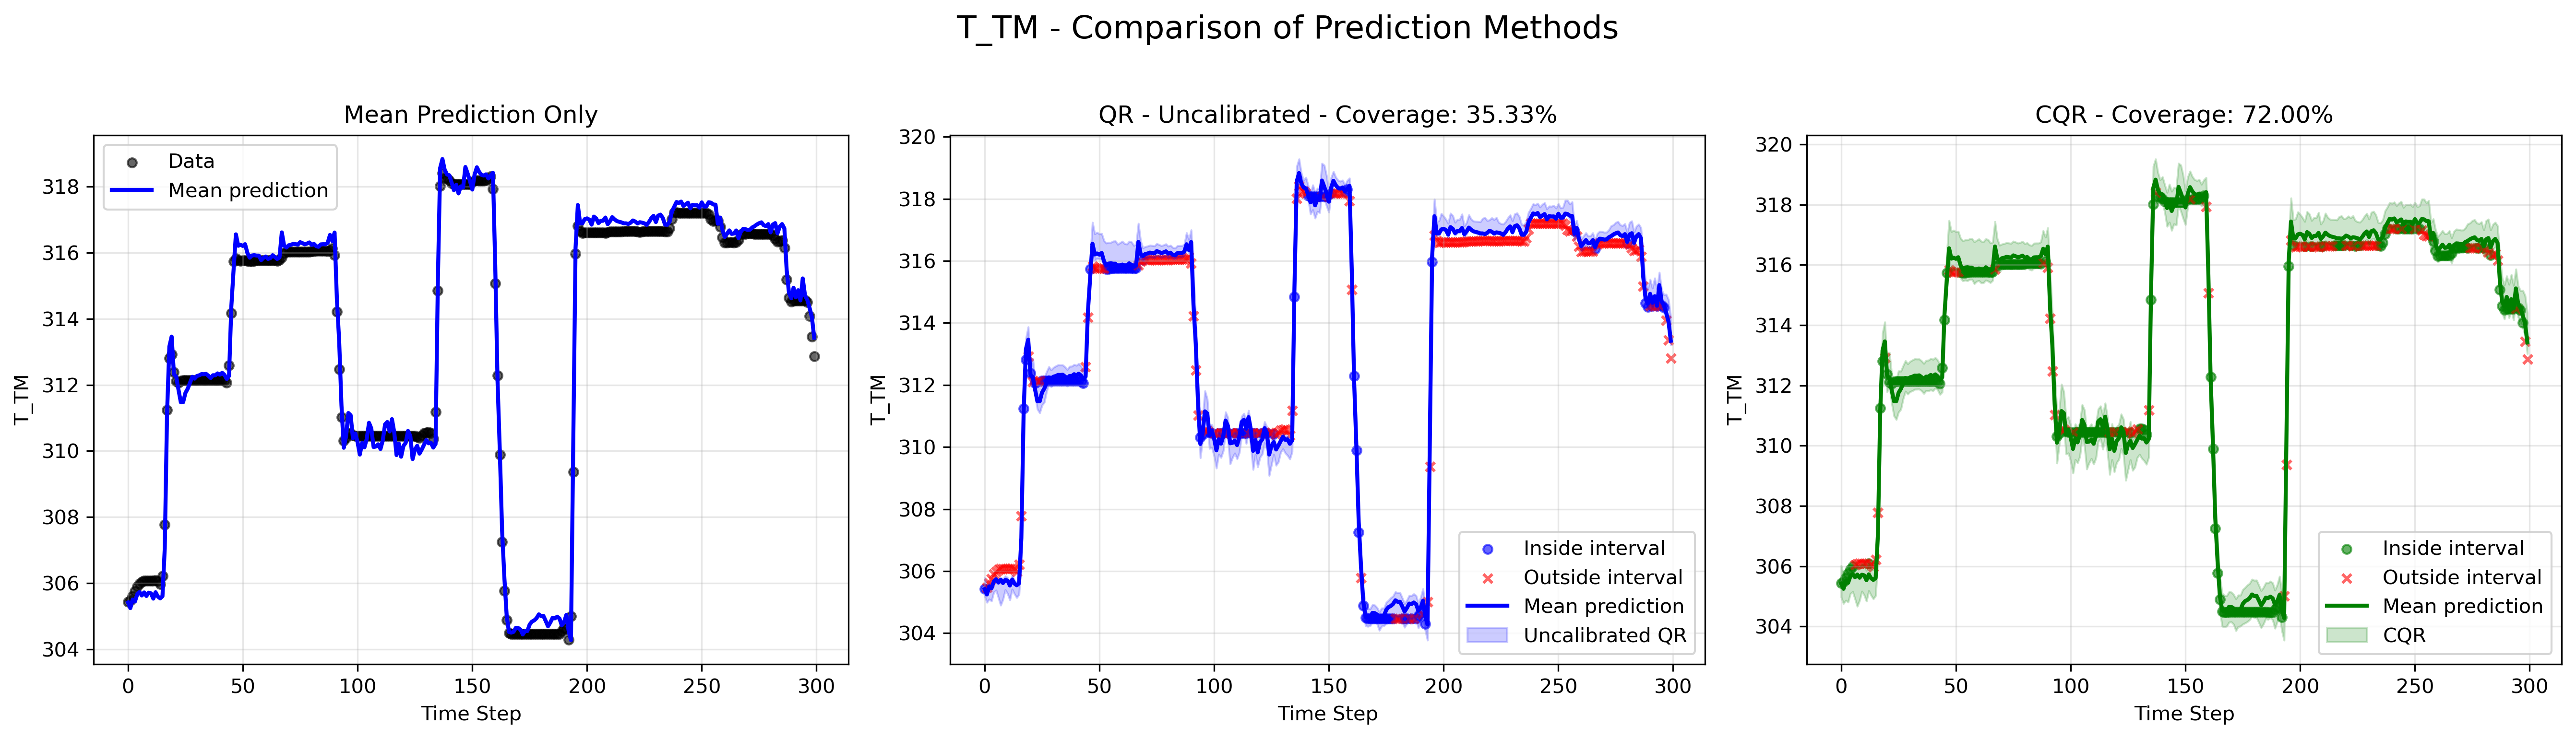 T_TM - Comparison of Prediction Methods
Mean Prediction Only
Data
Mean prediction
318
316
314
312
310
308
306
304
T_TM
0 50 100 150 200 250 300
Time Step
QR - Uncalibrated - Coverage: 35.33%
320
318
316
314
312
310
308
306
304
T_TM
Inside interval
Outside interval
Mean prediction
Uncalibrated QR
0 50 100 150 200 250 300
Time Step
CQR - Coverage: 72.00%
320
318
316
314
312
310
308
306
304
T_TM
Inside interval
Outside interval
Mean prediction
CQR
0 50 100 150 200 250 300
Time Step